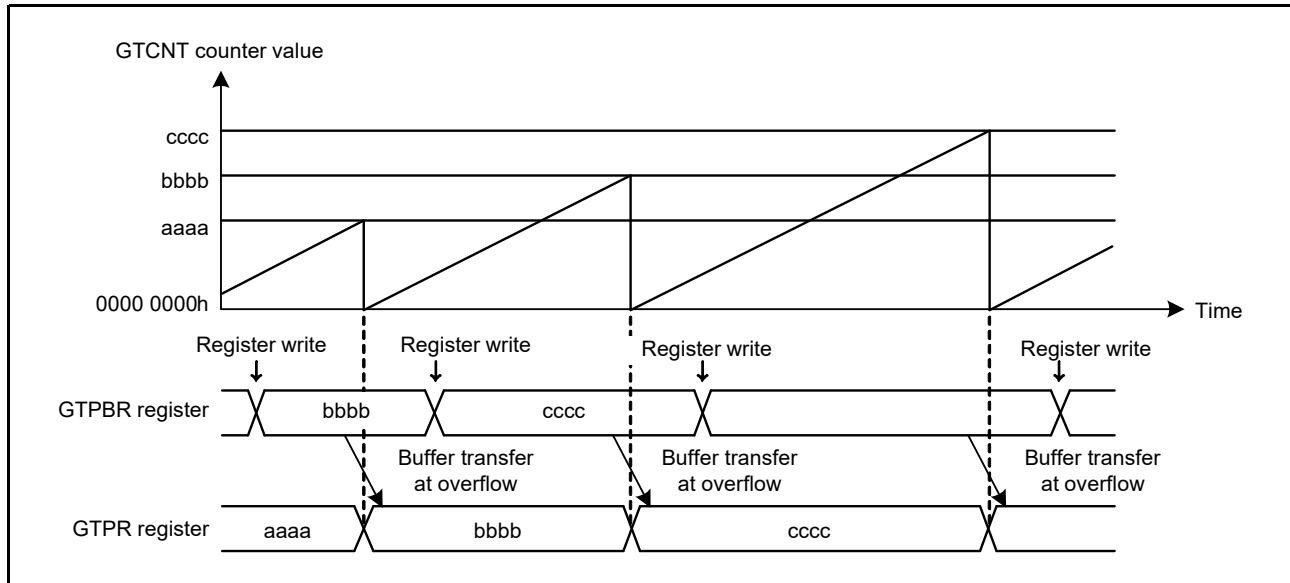 GTCNT counter value
cccc
bbbb
aaaa
0000 0000h
Time
Register write
Register write
Register write
Register write
GTPBR register
bbbb
cccc
Buffer transfer
at overflow
Buffer transfer
at overflow
Buffer transfer
at overflow
GTPR register
aaaa
bbbb
cccc